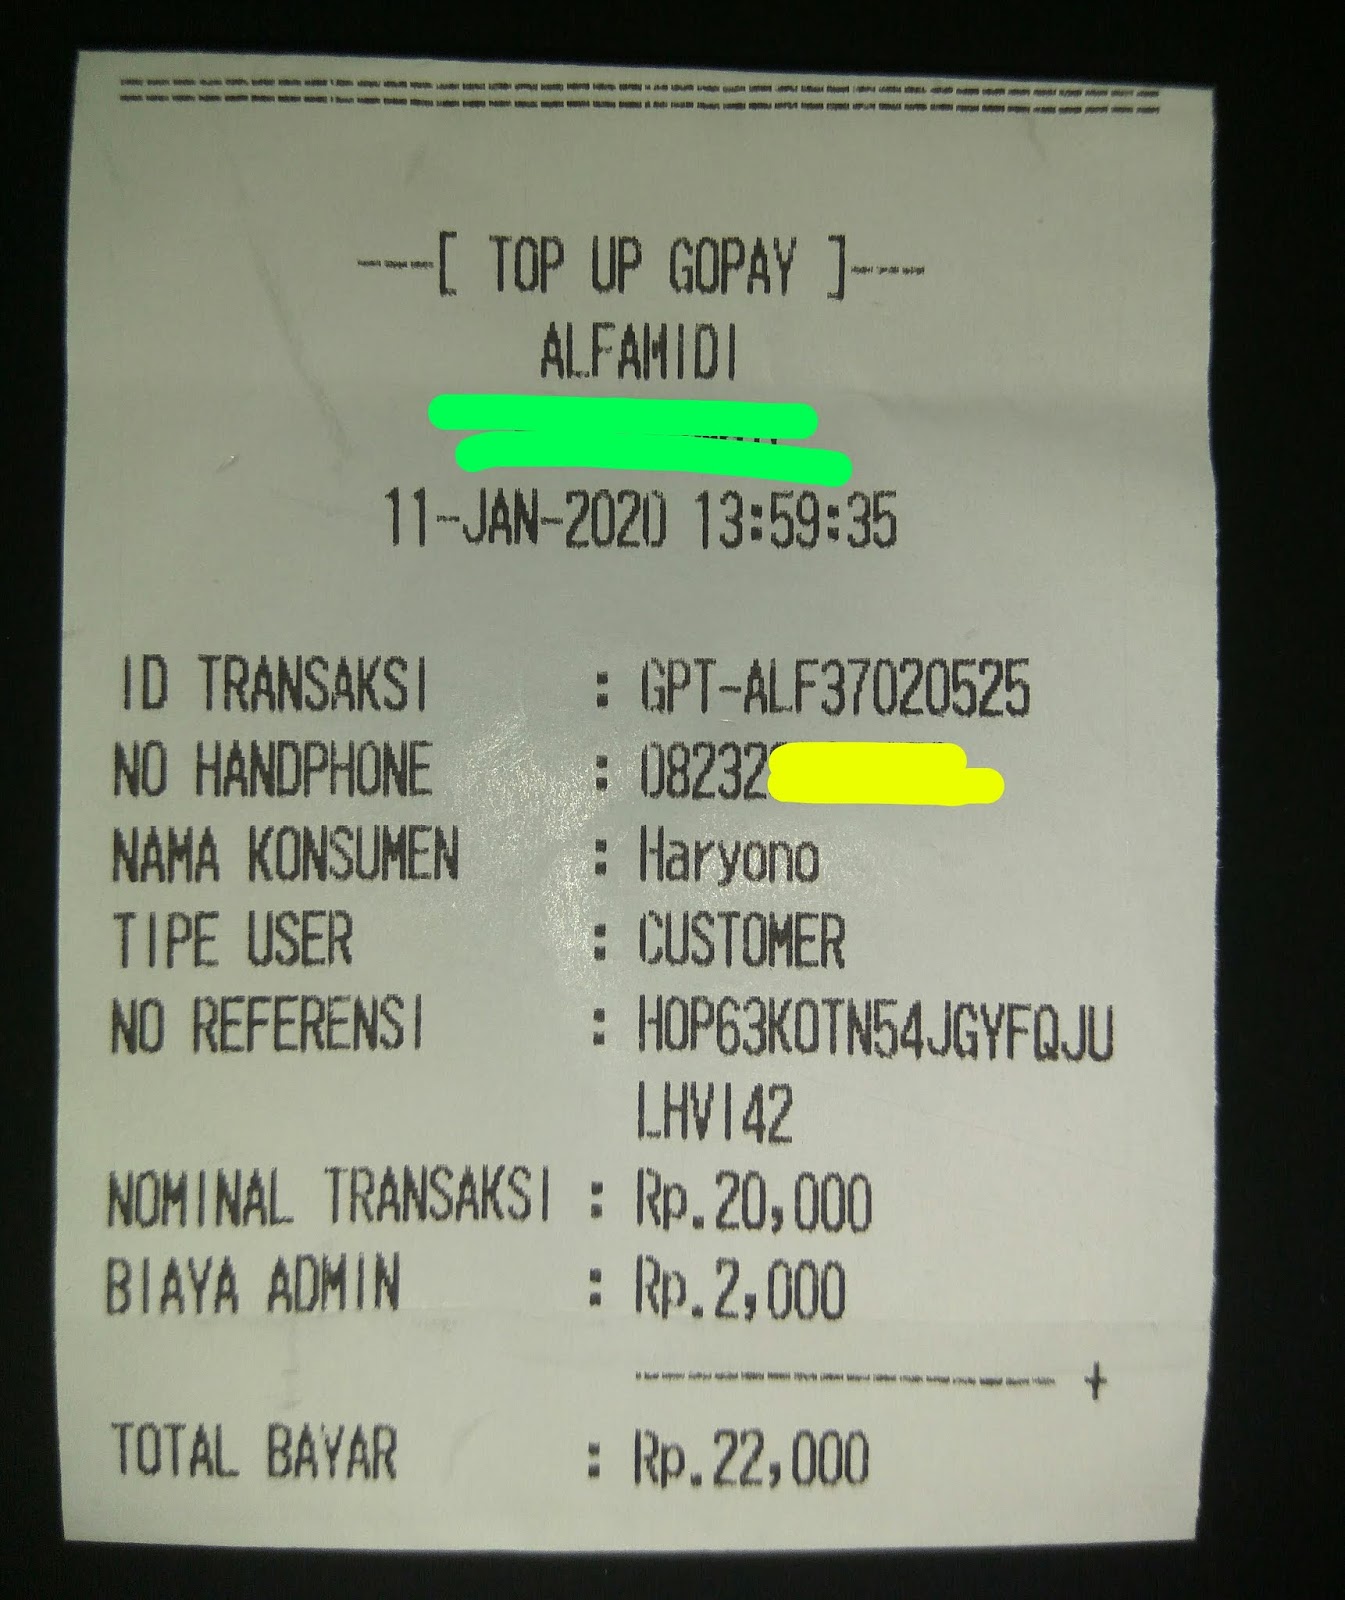 ---[ TOP UP GOPAY ]---
ALFAMIDI
11-JAN-2020 13:59:35
ID TRANSAKSI : GPT-ALF37020525
NO HANDPHONE : 08232
NAMA KONSUMEN : Haryono
TIPE USER : CUSTOMER
NO REFERENSI : HOP63KOTN54JGYFQJU
LHVI42
NOMINAL TRANSAKSI : Rp.20,000
BIAYA ADMIN : Rp.2,000
-------------------- +
TOTAL BAYAR : Rp.22,000